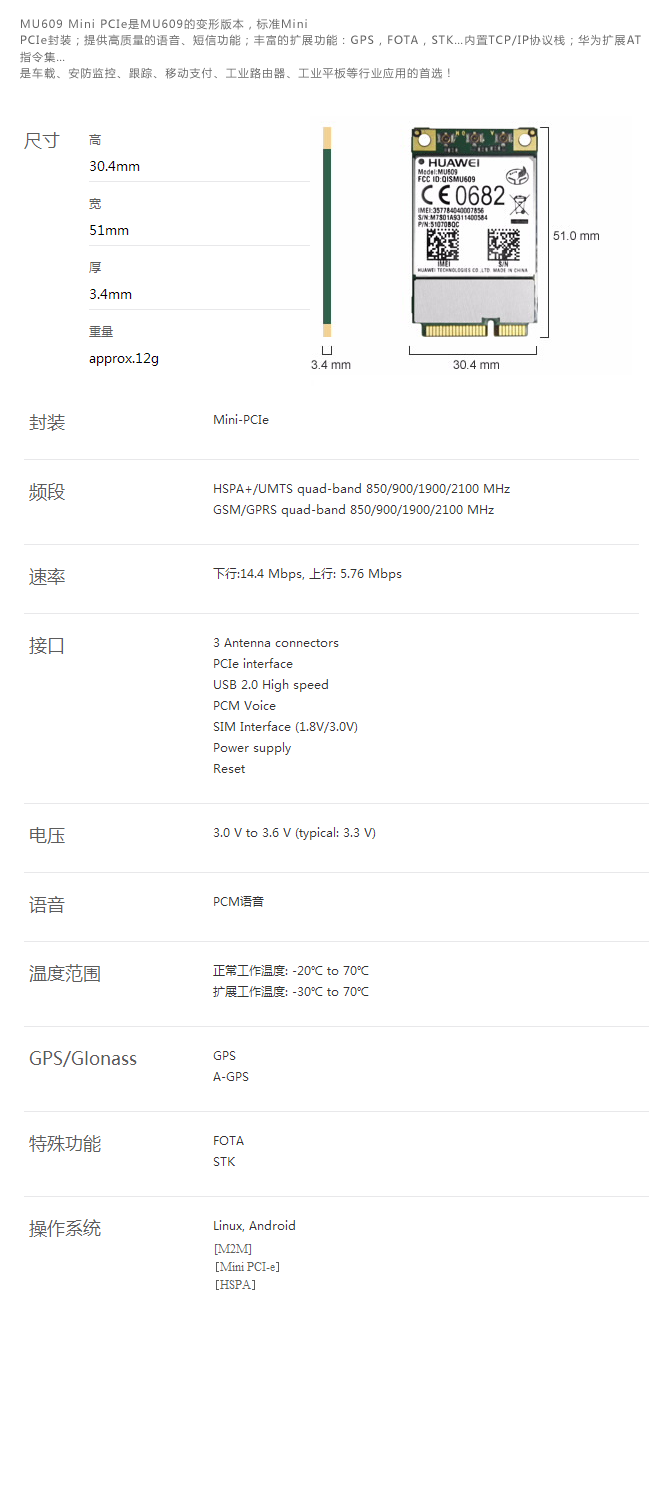 MU609 Mini PCIe是MU609的变形版本，标准Mini
PCIe封装；提供高质量的语音、短信功能；丰富的扩展功能：GPS，FOTA，STK...内置TCP/IP协议栈；华为扩展AT
指令集...
是车载、安防监控、跟踪、移动支付、工业路由器、工业平板等行业应用的首选！
尺寸
高
30.4mm
宽
51mm
厚
3.4mm
重量
approx.12g
HUAWEI
Model:MU609
FCC ID:QISMU609
CE0682
IMEI:357784040007856
S/N:M7S01A9311400584
P/N:51070BQC
IMEI
S/N
HUAWEI TECHNOLOGIES CO.,LTD. MADE IN CHINA
51.0 mm
3.4 mm
30.4 mm
封装
Mini-PCIe
频段
HSPA+/UMTS quad-band 850/900/1900/2100 MHz
GSM/GPRS quad-band 850/900/1900/2100 MHz
速率
下行:14.4 Mbps, 上行: 5.76 Mbps
接口
3 Antenna connectors
PCIe interface
USB 2.0 High speed
PCM Voice
SIM Interface (1.8V/3.0V)
Power supply
Reset
电压
3.0 V to 3.6 V (typical: 3.3 V)
语音
PCM语音
温度范围
正常工作温度: -20℃ to 70℃
扩展工作温度: -30℃ to 70℃
GPS/Glonass
GPS
A-GPS
特殊功能
FOTA
STK
操作系统
Linux, Android
[M2M]
[Mini PCI-e]
[HSPA]